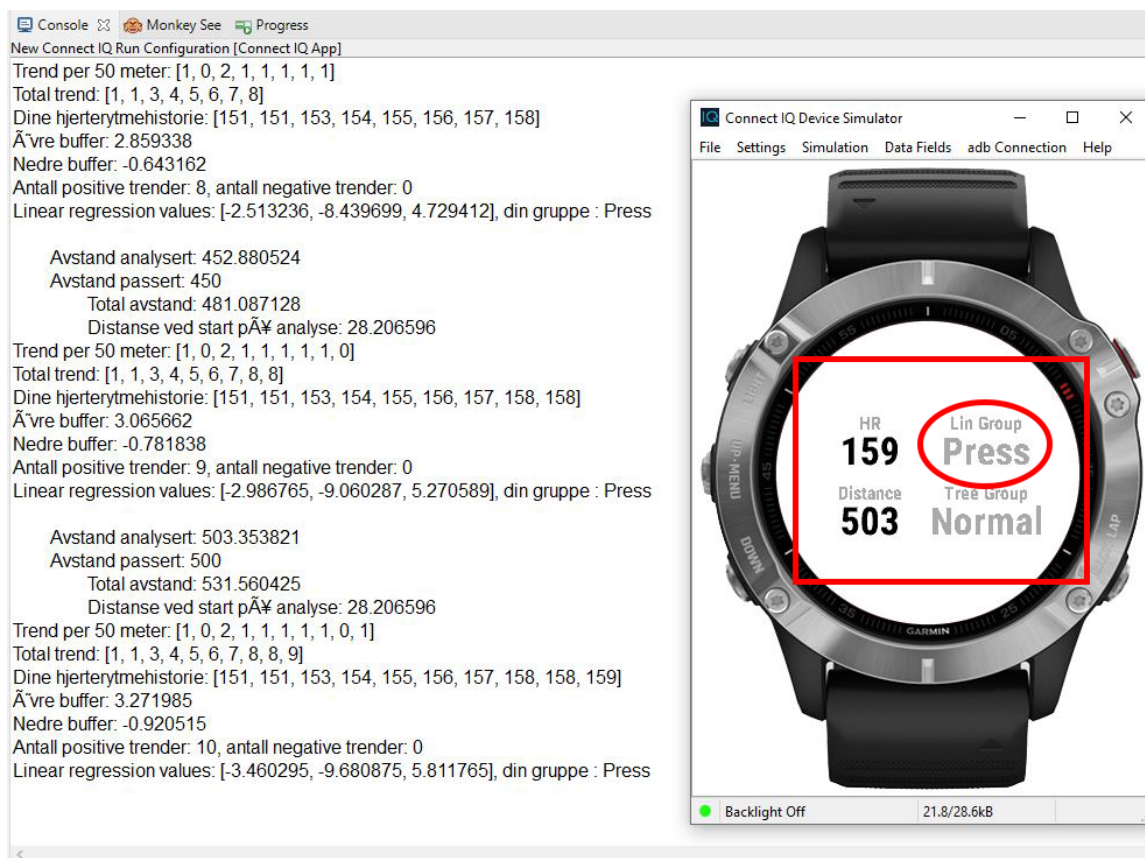 Console
Monkey See
Progress
New Connect IQ Run Configuration [Connect IQ App]
Trend per 50 meter: [1, 0, 2, 1, 1, 1, 1, 1]
Total trend: [1, 1, 3, 4, 5, 6, 7, 8]
Dine hjerterytmehistorie: [151, 151, 153, 154, 155, 156, 157, 158]
Ã˜vre buffer: 2.859338
Nedre buffer: -0.643162
Antall positive trender: 8, antall negative trender: 0
Linear regression values: [-2.513236, -8.439699, 4.729412], din gruppe : Press
Avstand analysert: 452.880524
Avstand passert: 450
Total avstand: 481.087128
Distanse ved start pÃ¥ analyse: 28.206596
Trend per 50 meter: [1, 0, 2, 1, 1, 1, 1, 1, 0]
Total trend: [1, 1, 3, 4, 5, 6, 7, 8, 8]
Dine hjerterytmehistorie: [151, 151, 153, 154, 155, 156, 157, 158, 158]
Ã˜vre buffer: 3.065662
Nedre buffer: -0.781838
Antall positive trender: 9, antall negative trender: 0
Linear regression values: [-2.986765, -9.060287, 5.270589], din gruppe : Press
Avstand analysert: 503.353821
Avstand passert: 500
Total avstand: 531.560425
Distanse ved start pÃ¥ analyse: 28.206596
Trend per 50 meter: [1, 0, 2, 1, 1, 1, 1, 1, 0, 1]
Total trend: [1, 1, 3, 4, 5, 6, 7, 8, 8, 9]
Dine hjerterytmehistorie: [151, 151, 153, 154, 155, 156, 157, 158, 158, 159]
Ã˜vre buffer: 3.271985
Nedre buffer: -0.920515
Antall positive trender: 10, antall negative trender: 0
Linear regression values: [-3.460295, -9.680875, 5.811765], din gruppe : Press
IQ Connect IQ Device Simulator
File Settings Simulation Data Fields adb Connection Help
LIGHT
UP·MENU
DOWN
LAP
55
05
45
35
25
HR
159
Lin Group
Press
Distance
503
Tree Group
Normal
GARMIN
Backlight Off
21.8/28.6kB